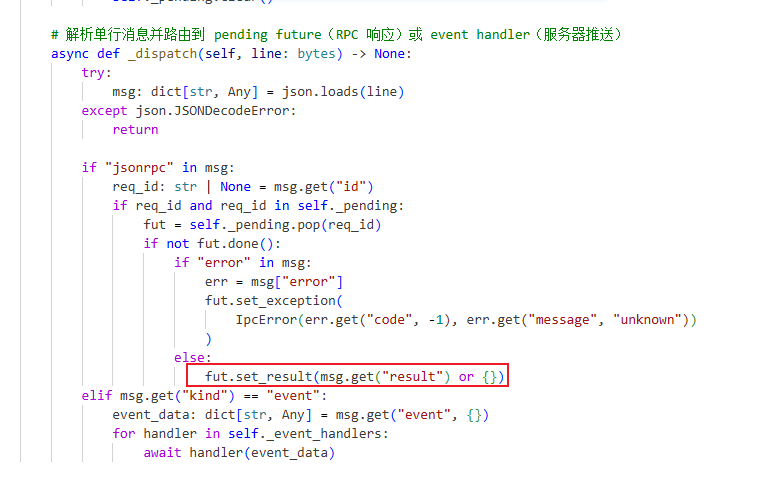 # 解析单行消息并路由到 pending future（RPC 响应）或 event handler（服务器推送）
async def _dispatch(self, line: bytes) -> None:
    try:
        msg: dict[str, Any] = json.loads(line)
    except json.JSONDecodeError:
        return

    if "jsonrpc" in msg:
        req_id: str | None = msg.get("id")
        if req_id and req_id in self._pending:
            fut = self._pending.pop(req_id)
            if not fut.done():
                if "error" in msg:
                    err = msg["error"]
                    fut.set_exception(
                        IpcError(err.get("code", -1), err.get("message", "unknown"))
                    )
                else:
                    fut.set_result(msg.get("result") or {})
    elif msg.get("kind") == "event":
        event_data: dict[str, Any] = msg.get("event", {})
        for handler in self._event_handlers:
            await handler(event_data)